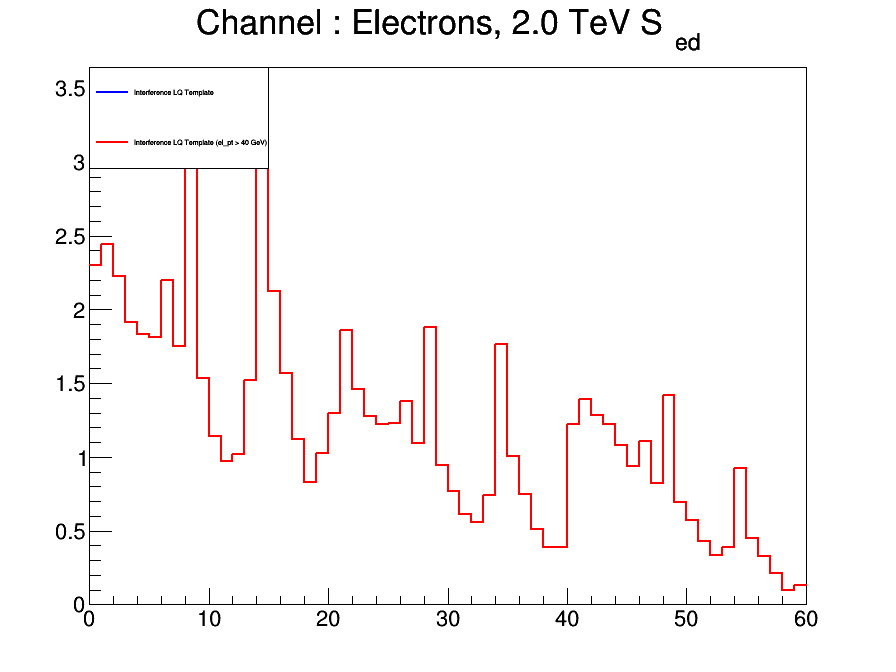 Channel : Electrons, 2.0 TeV S ed
Interference LQ Template
Interference LQ Template (el_pt > 40 GeV)
3.5
3
2.5
2
1.5
1
0.5
0
0 10 20 30 40 50 60